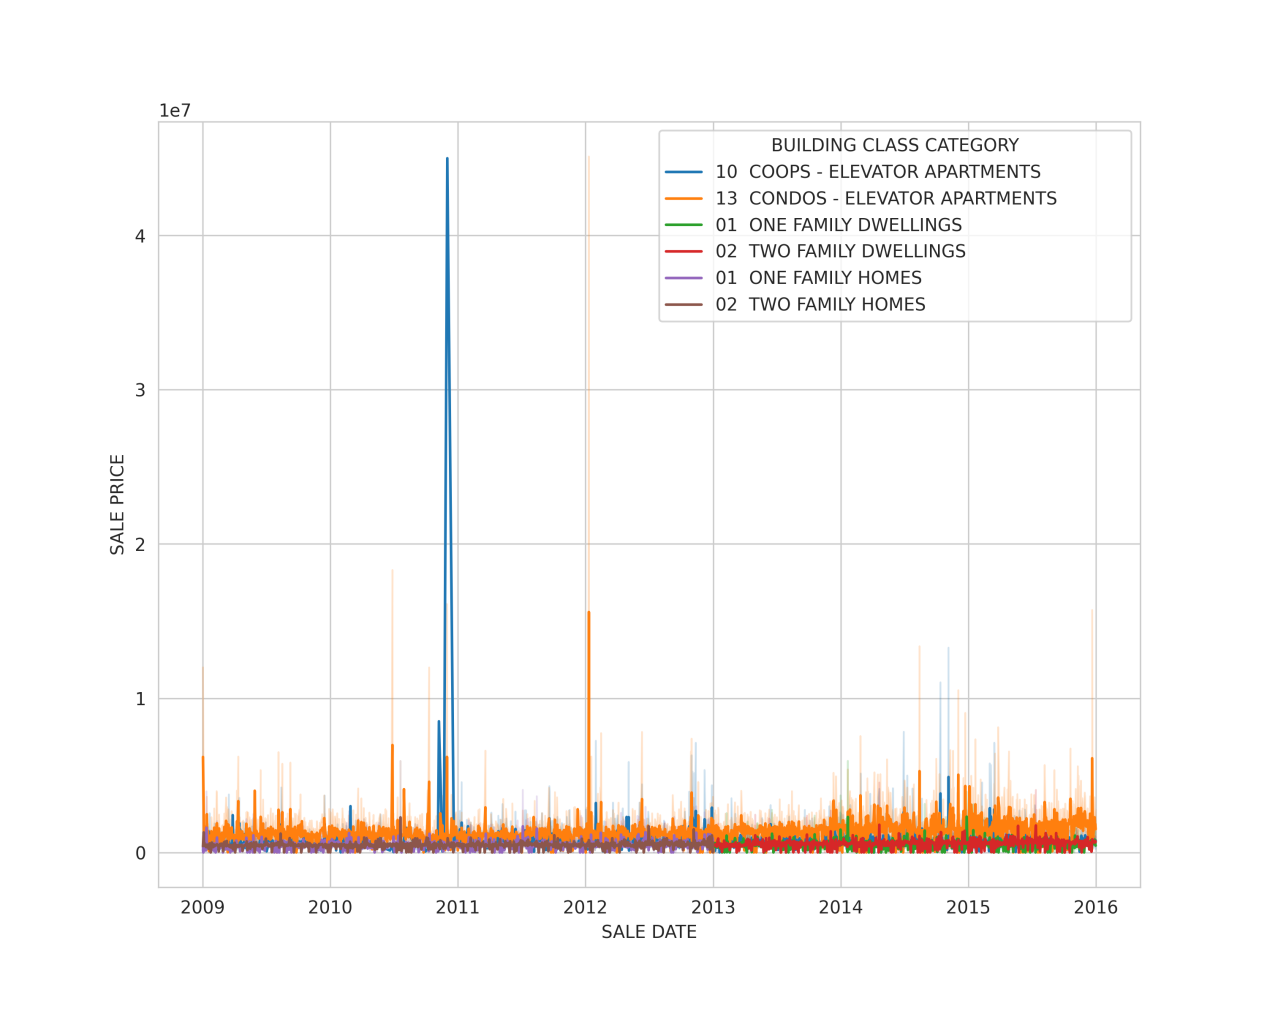 1e7
BUILDING CLASS CATEGORY
10  COOPS - ELEVATOR APARTMENTS
13  CONDOS - ELEVATOR APARTMENTS
01  ONE FAMILY DWELLINGS
02  TWO FAMILY DWELLINGS
01  ONE FAMILY HOMES
02  TWO FAMILY HOMES
4
3
2
1
0
SALE PRICE
2009 2010 2011 2012 2013 2014 2015 2016
SALE DATE